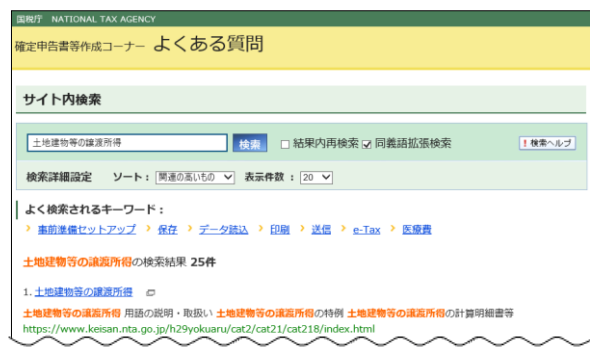 国税庁 NATIONAL TAX AGENCY
確定申告書等作成コーナー よくある質問
サイト内検索
土地建物等の譲渡所得 検索 結果内再検索 同義語拡張検索 ! 検索ヘルプ
検索詳細設定 ソート: 関連の高いもの 表示件数: 20
よく検索されるキーワード:
事前準備セットアップ 保存 データ読込 印刷 送信 e-Tax 医療費
土地建物等の譲渡所得の検索結果 25件
1. 土地建物等の譲渡所得
土地建物等の譲渡所得 用語の説明・取扱い 土地建物等の譲渡所得の特例 土地建物等の譲渡所得の計算明細書等
https://www.keisan.nta.go.jp/h29yokuaru/cat2/cat21/cat218/index.html